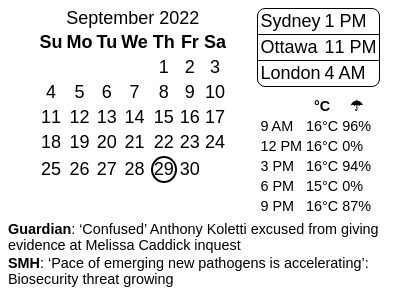 September 2022
Su Mo Tu We Th Fr Sa
1 2 3
4 5 6 7 8 9 10
11 12 13 14 15 16 17
18 19 20 21 22 23 24
25 26 27 28 29 30
Sydney 1 PM
Ottawa 11 PM
London 4 AM
°C ☂
9 AM 16°C 96%
12 PM 16°C 0%
3 PM 16°C 94%
6 PM 15°C 0%
9 PM 16°C 87%
Guardian: ‘Confused’ Anthony Koletti excused from giving
evidence at Melissa Caddick inquest
SMH: ‘Pace of emerging new pathogens is accelerating’:
Biosecurity threat growing